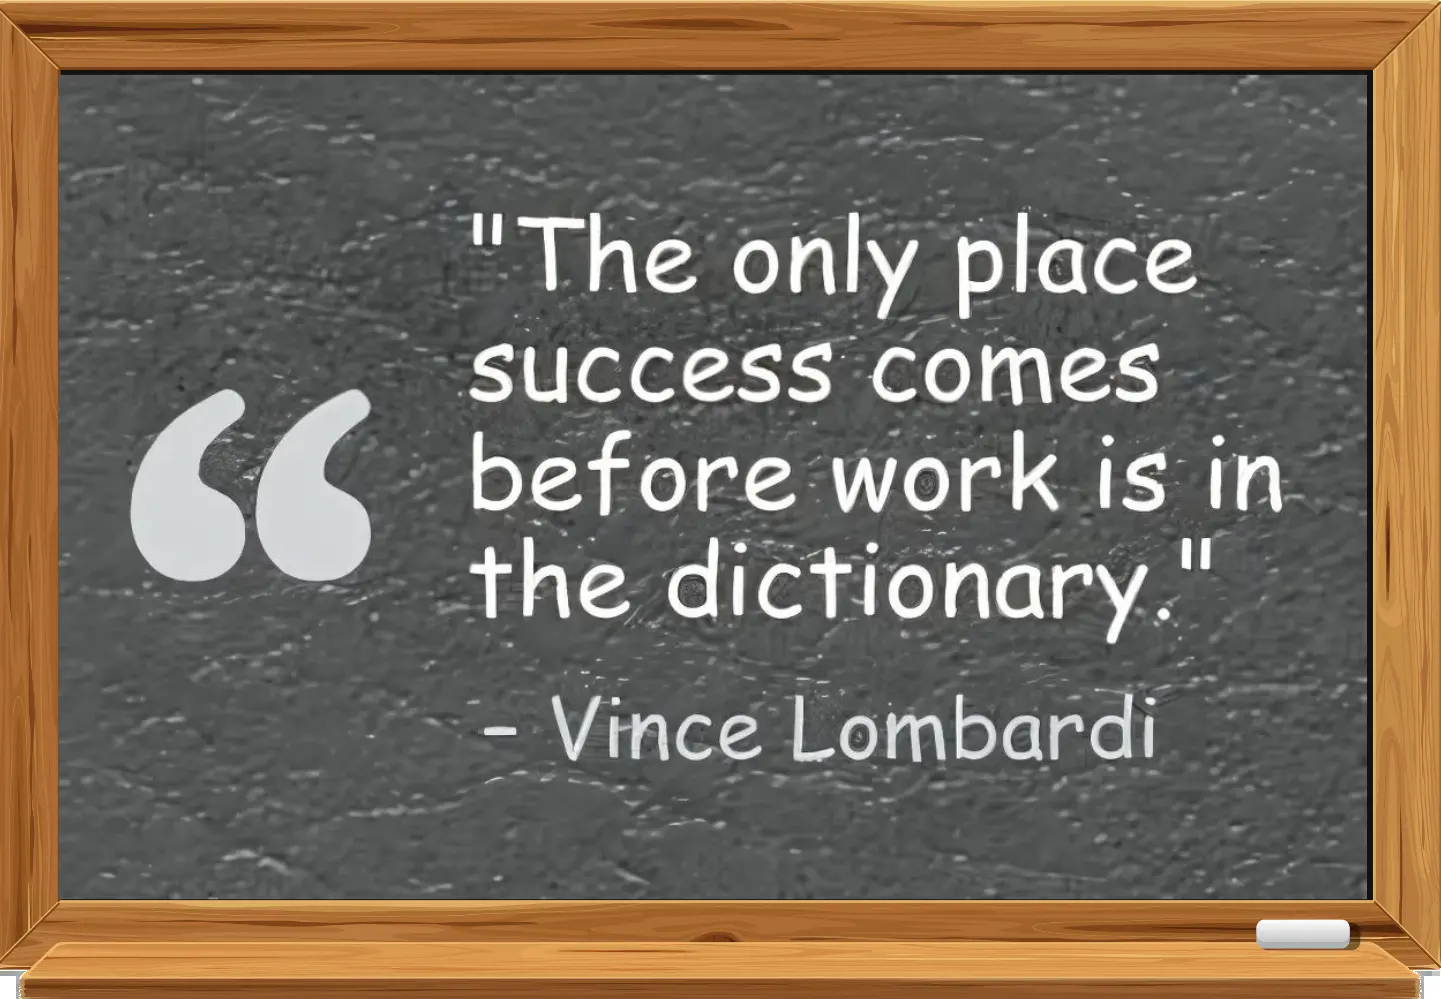 "The only place
success comes
before work is in
the dictionary."
- Vince Lombardi